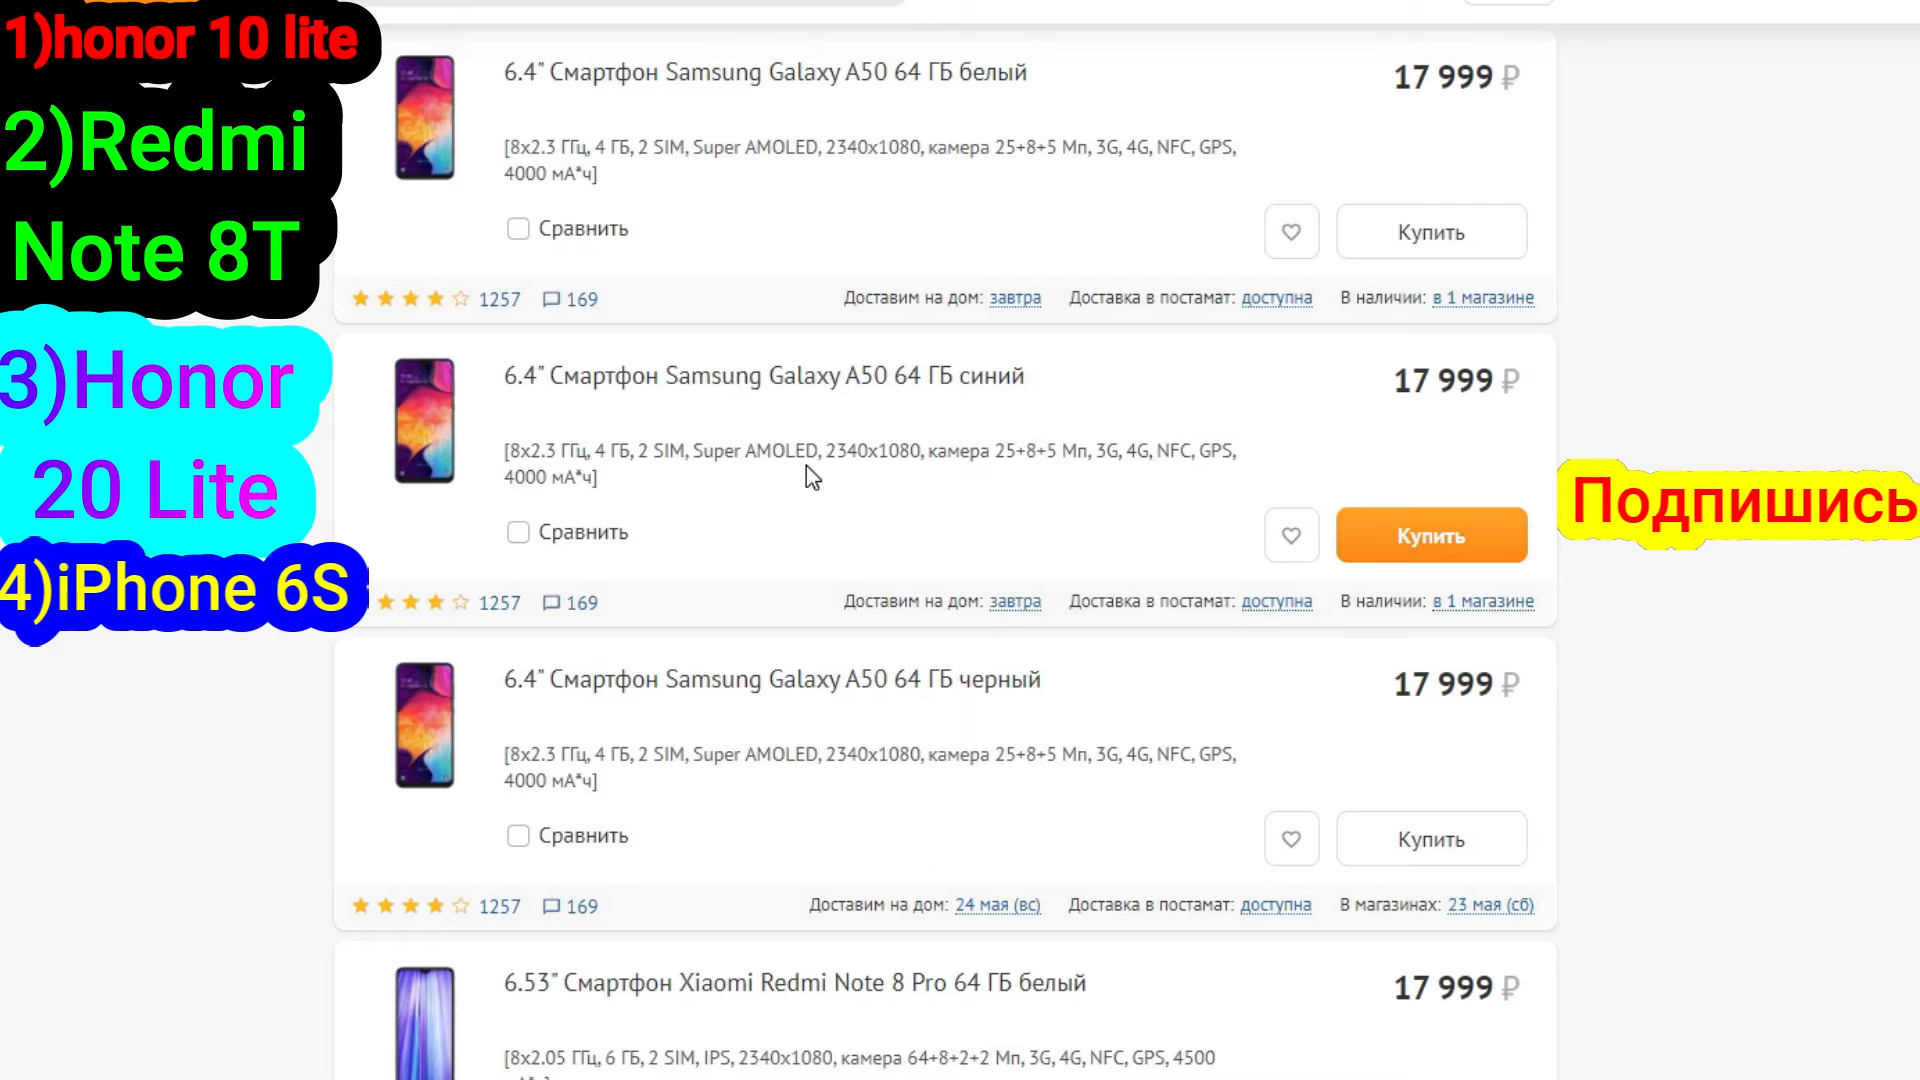 1)honor 10 lite
2)Redmi
Note 8T
3)Honor
20 Lite
4)iPhone 6S
6.4" Смартфон Samsung Galaxy A50 64 ГБ белый
17 999 ₽
[8x2.3 ГГц, 4 ГБ, 2 SIM, Super AMOLED, 2340x1080, камера 25+8+5 Мп, 3G, 4G, NFC, GPS,
4000 мА*ч]
Сравнить
Купить
1257 169 Доставим на дом: завтра Доставка в постамат: доступна В наличии: в 1 магазине
6.4" Смартфон Samsung Galaxy A50 64 ГБ синий
17 999 ₽
[8x2.3 ГГц, 4 ГБ, 2 SIM, Super AMOLED, 2340x1080, камера 25+8+5 Мп, 3G, 4G, NFC, GPS,
4000 мА*ч]
Сравнить
Купить
1257 169 Доставим на дом: завтра Доставка в постамат: доступна В наличии: в 1 магазине
Подпишись
6.4" Смартфон Samsung Galaxy A50 64 ГБ черный
17 999 ₽
[8x2.3 ГГц, 4 ГБ, 2 SIM, Super AMOLED, 2340x1080, камера 25+8+5 Мп, 3G, 4G, NFC, GPS,
4000 мА*ч]
Сравнить
Купить
1257 169 Доставим на дом: 24 мая (вс) Доставка в постамат: доступна В магазинах: 23 мая (сб)
6.53" Смартфон Xiaomi Redmi Note 8 Pro 64 ГБ белый
17 999 ₽
[8x2.05 ГГц, 6 ГБ, 2 SIM, IPS, 2340x1080, камера 64+8+2+2 Мп, 3G, 4G, NFC, GPS, 4500